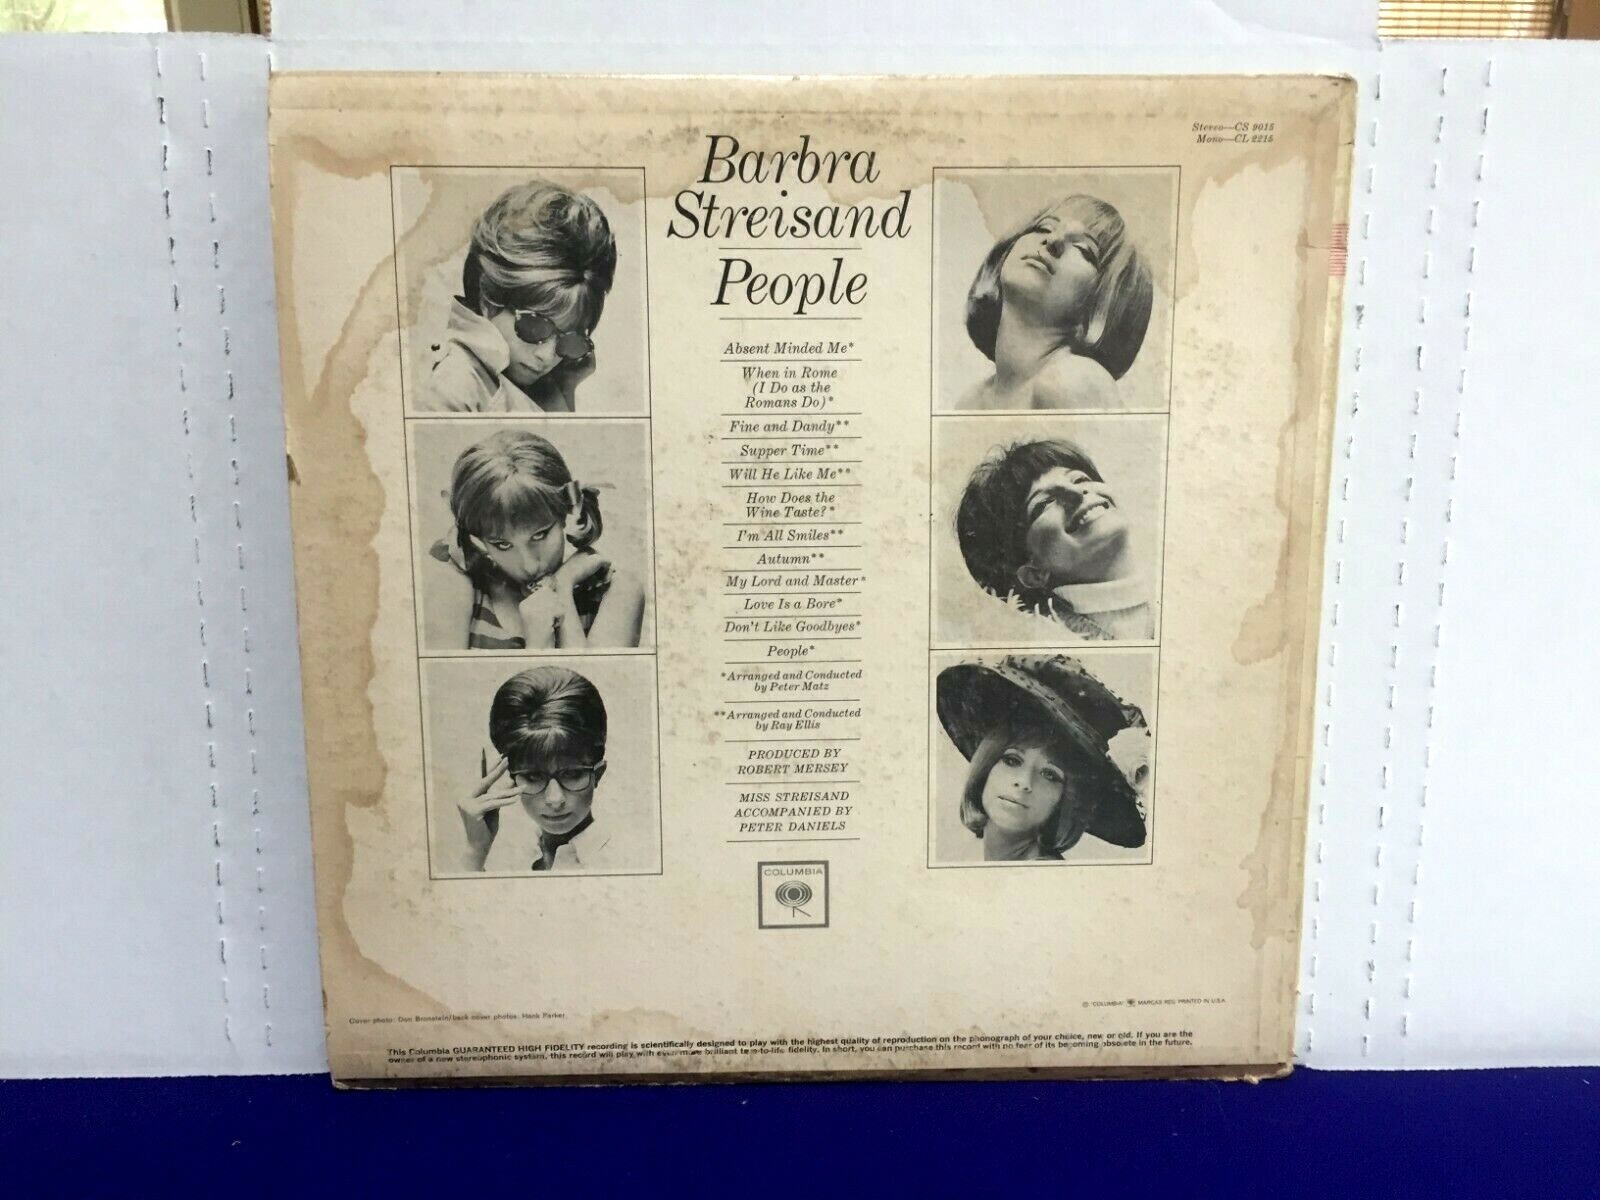 Stereo—CS 9015
Mono—CL 2215
Barbra
Streisand
People
Absent Minded Me*
When in Rome
(I Do as the
Romans Do)*
Fine and Dandy**
Supper Time**
Will He Like Me**
How Does the
Wine Taste?*
I'm All Smiles**
Autumn**
My Lord and Master*
Love Is a Bore*
Don't Like Goodbyes*
People*
*Arranged and Conducted
by Peter Matz
**Arranged and Conducted
by Ray Ellis
PRODUCED BY
ROBERT MERSEY
MISS STREISAND
ACCOMPANIED BY
PETER DANIELS
COLUMBIA
© "COLUMBIA" MARCAS REG. PRINTED IN U.S.A.
Cover photo: Don Bronstein/back cover photos: Hank Parker
This Columbia GUARANTEED HIGH FIDELITY recording is scientifically designed to play with the highest quality of reproduction on the phonograph of your choice, new or old. If you are the
owner of a new stereophonic system, this record will play with even more brilliant true-to-life fidelity. In short, you can purchase this record with no fear of its becoming obsolete in the future.